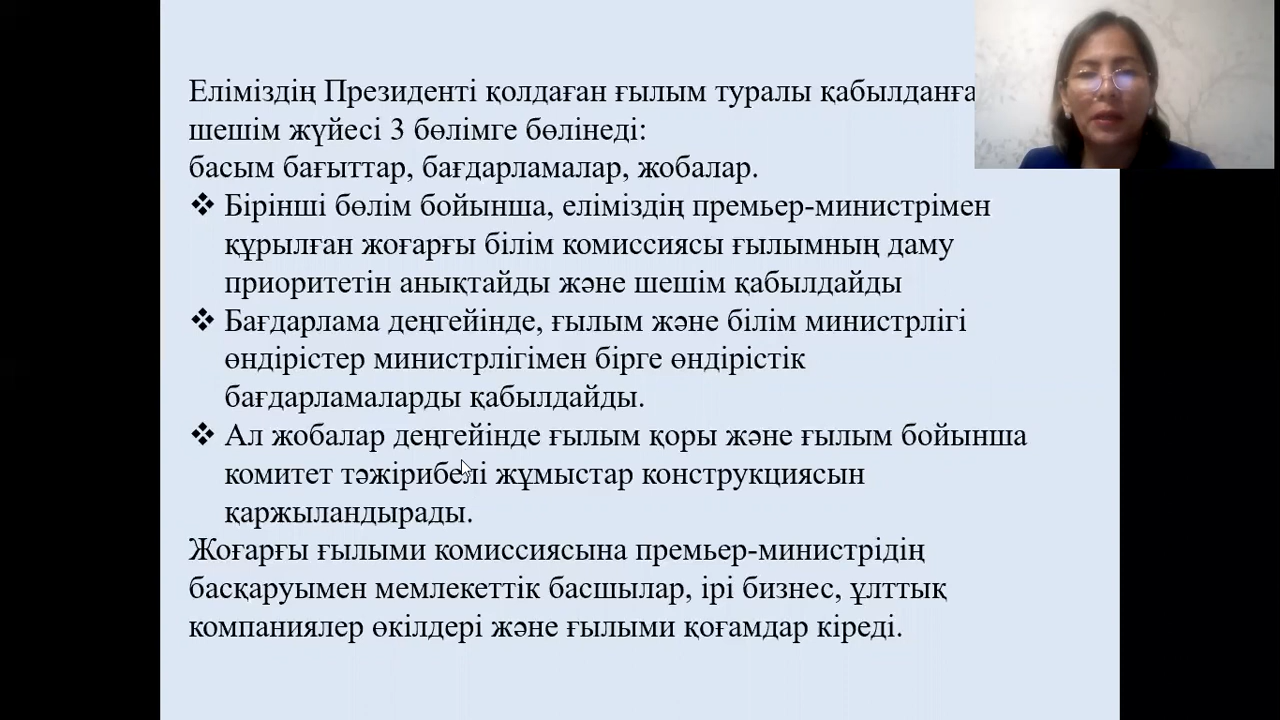 Еліміздің Президенті қолдаған ғылым туралы қабылданға
шешім жүйесі 3 бөлімге бөлінеді:
басым бағыттар, бағдарламалар, жобалар.
❖ Бірінші бөлім бойынша, еліміздің премьер-министрімен
құрылған жоғарғы білім комиссиясы ғылымның даму
приоритетін анықтайды және шешім қабылдайды
❖ Бағдарлама деңгейінде, ғылым және білім министрлігі
өндірістер министрлігімен бірге өндірістік
бағдарламаларды қабылдайды.
❖ Ал жобалар деңгейінде ғылым қоры және ғылым бойынша
комитет тәжірибелі жұмыстар конструкциясын
қаржыландырады.
Жоғарғы ғылыми комиссиясына премьер-министрідің
басқаруымен мемлекеттік басшылар, ірі бизнес, ұлттық
компаниялер өкілдері және ғылыми қоғамдар кіреді.